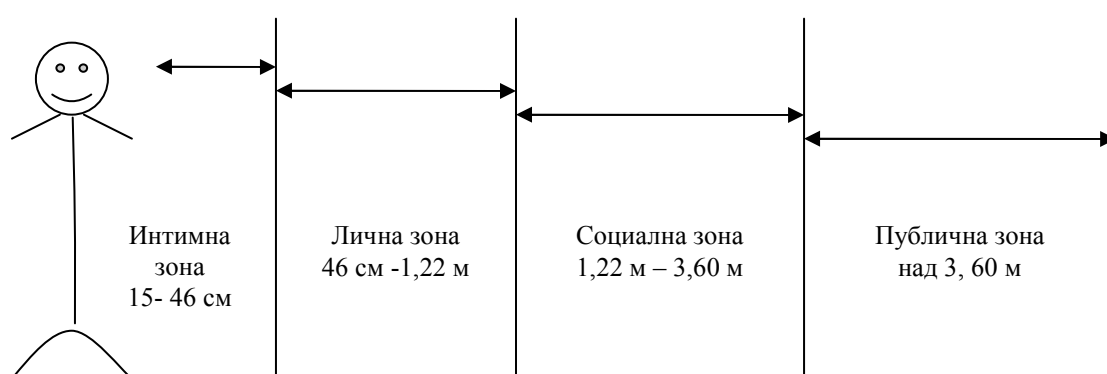 Интимна
зона
15- 46 см
Лична зона
46 см -1,22 м
Социална зона
1,22 м – 3,60 м
Публична зона
над 3, 60 м